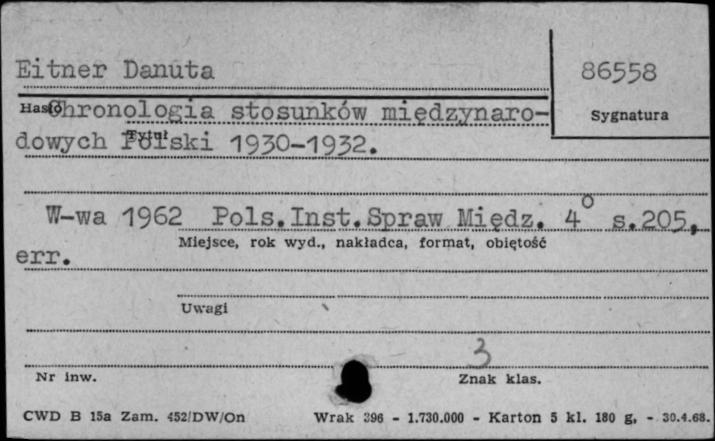 Eitner Danuta
86558
Hasło
Chronologia stosunków międzynaro-
Sygnatura
Tytuł
dowych Polski 1930-1932.
W-wa 1962 Pols.Inst.Spraw Międz. 4° s.205,
Miejsce, rok wyd., nakładca, format, objętość
err.
Uwagi
3
Nr inw.
Znak klas.
CWD B 15a Zam. 452/DW/On Wrak 396 - 1.730.000 - Karton 5 kl. 180 g. - 30.4.68.